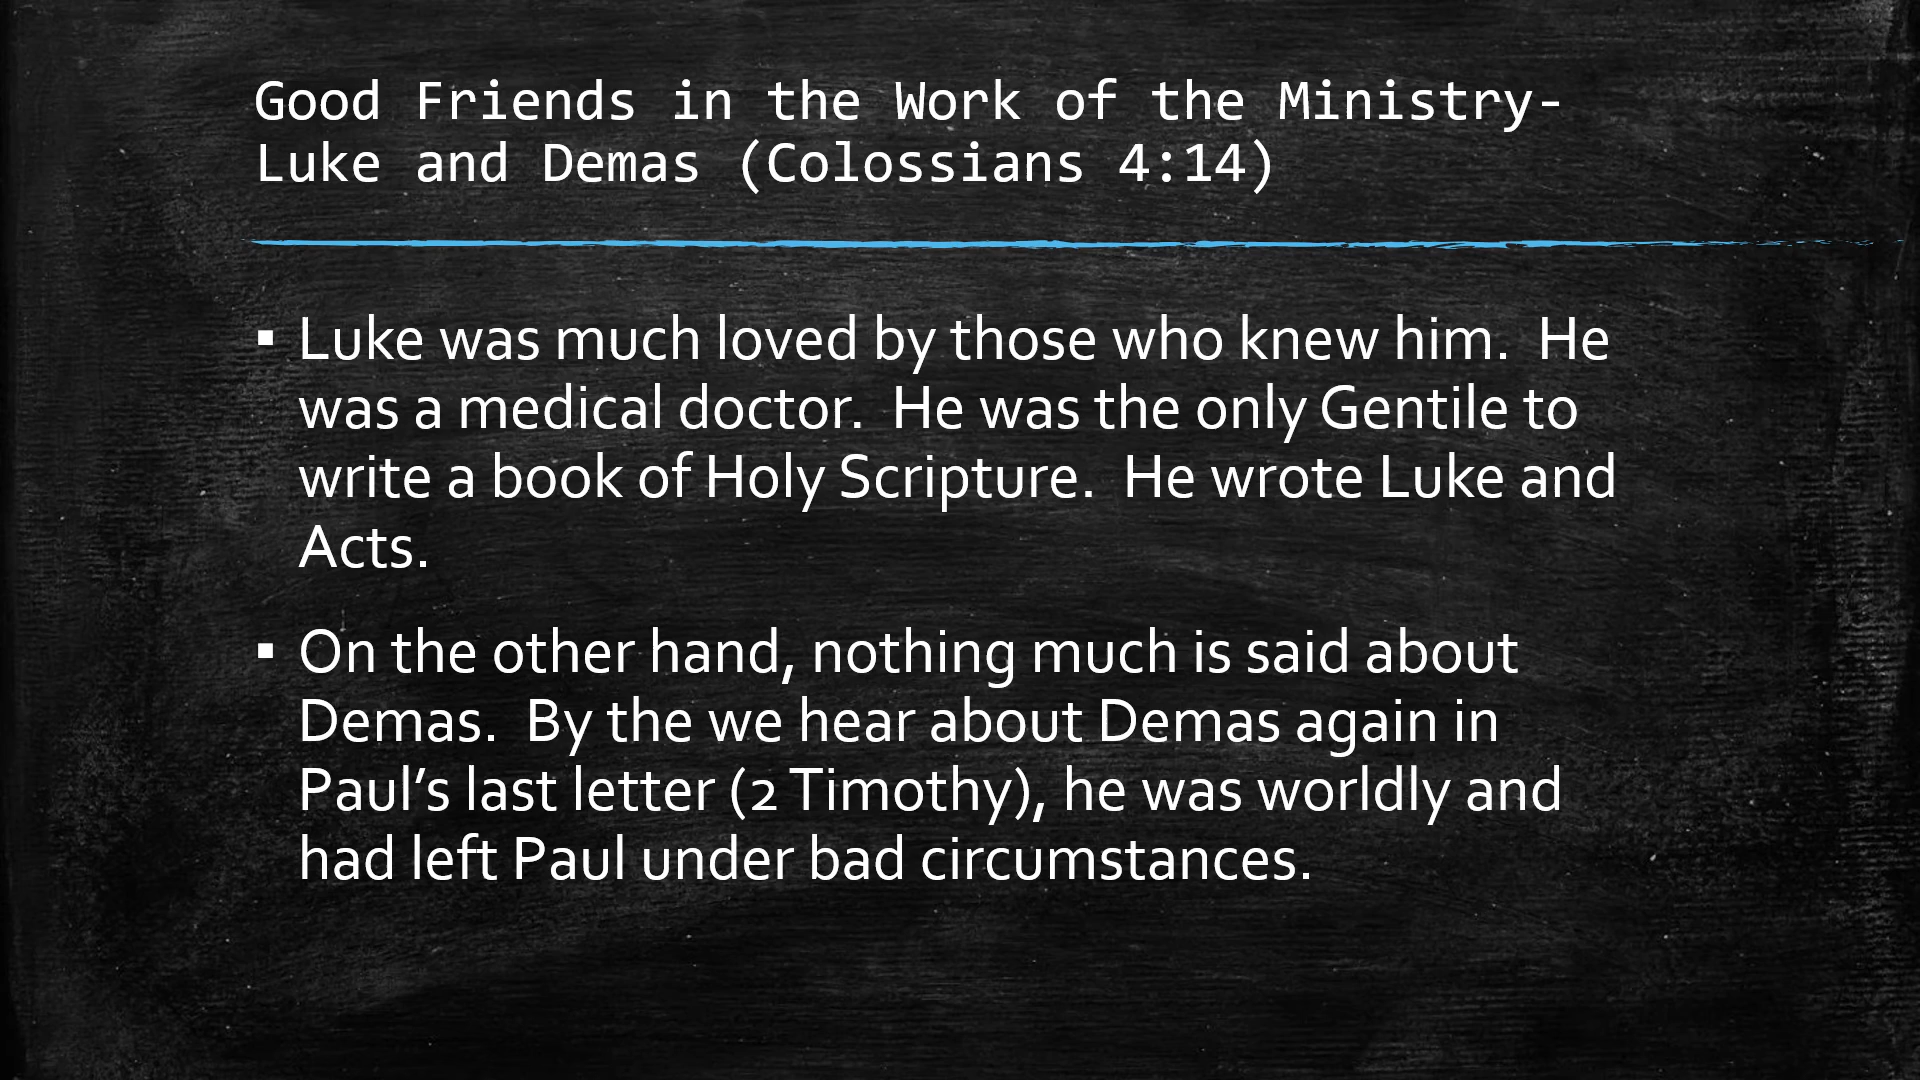 Good Friends in the Work of the Ministry-
Luke and Demas (Colossians 4:14)
▪ Luke was much loved by those who knew him.  He
was a medical doctor.  He was the only Gentile to
write a book of Holy Scripture.  He wrote Luke and
Acts.
▪ On the other hand, nothing much is said about
Demas.  By the we hear about Demas again in
Paul’s last letter (2 Timothy), he was worldly and
had left Paul under bad circumstances.